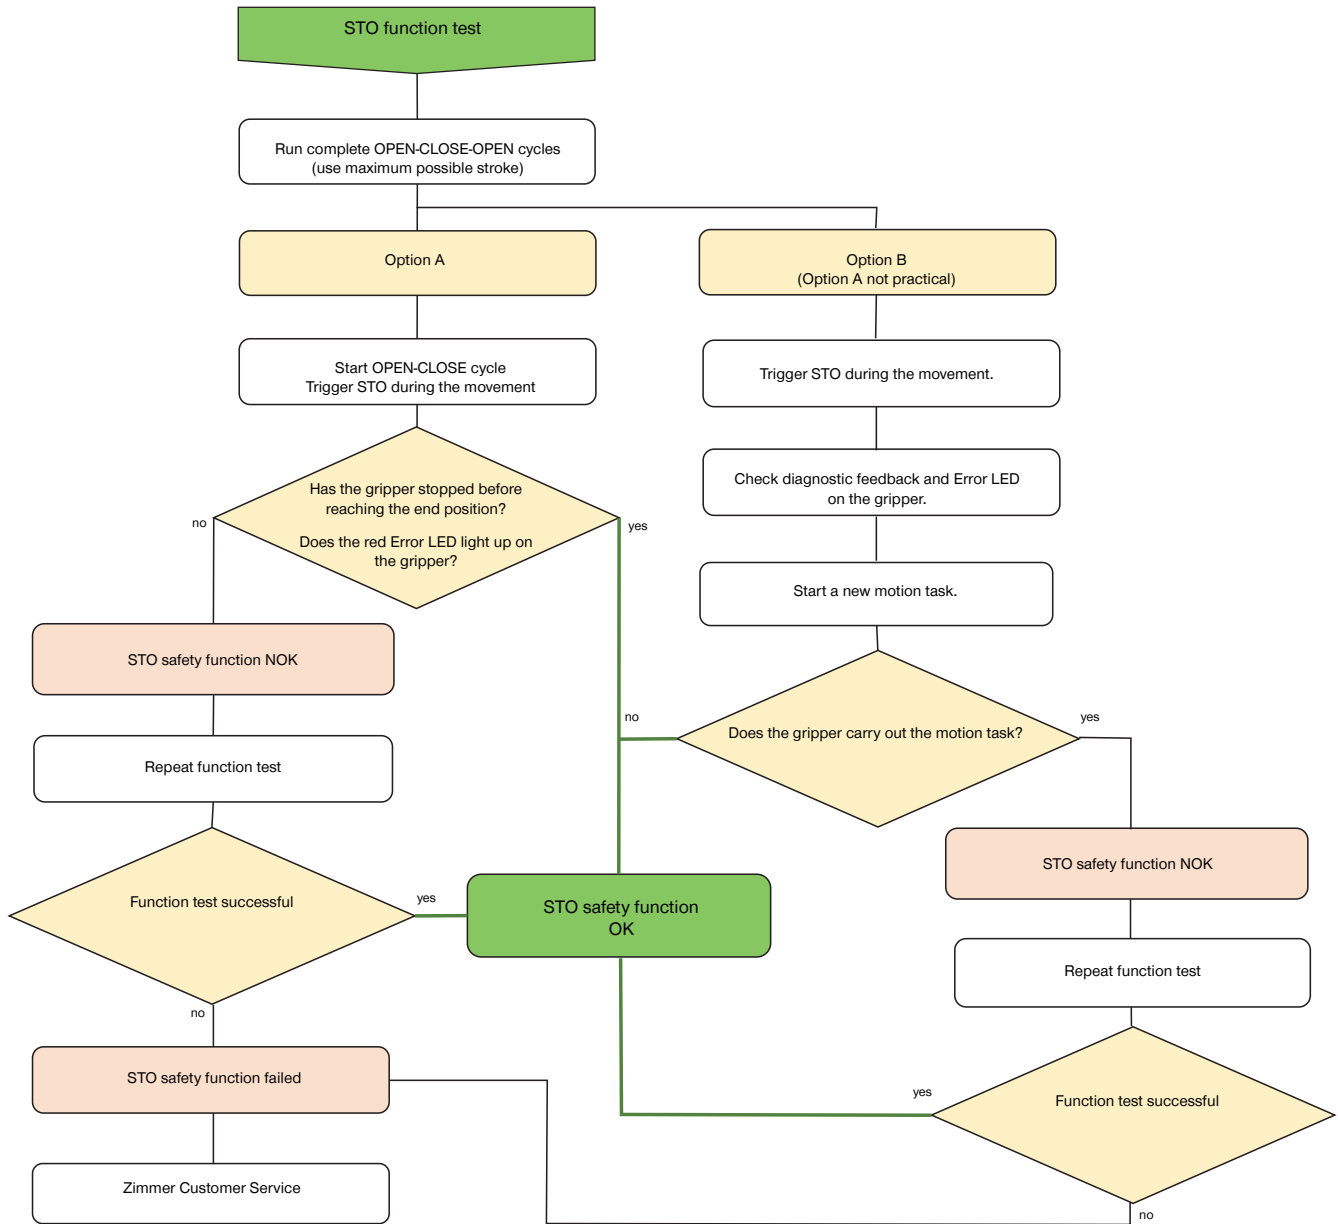 STO function test
Run complete OPEN-CLOSE-OPEN cycles
(use maximum possible stroke)
Option A
Option B
(Option A not practical)
Start OPEN-CLOSE cycle
Trigger STO during the movement
Trigger STO during the movement.
Has the gripper stopped before
reaching the end position?
Does the red Error LED light up on
the gripper?
no
yes
Check diagnostic feedback and Error LED
on the gripper.
Start a new motion task.
STO safety function NOK
Does the gripper carry out the motion task?
no
yes
Repeat function test
STO safety function NOK
Function test successful
yes
STO safety function
OK
Repeat function test
no
STO safety function failed
Function test successful
yes
Zimmer Customer Service
no